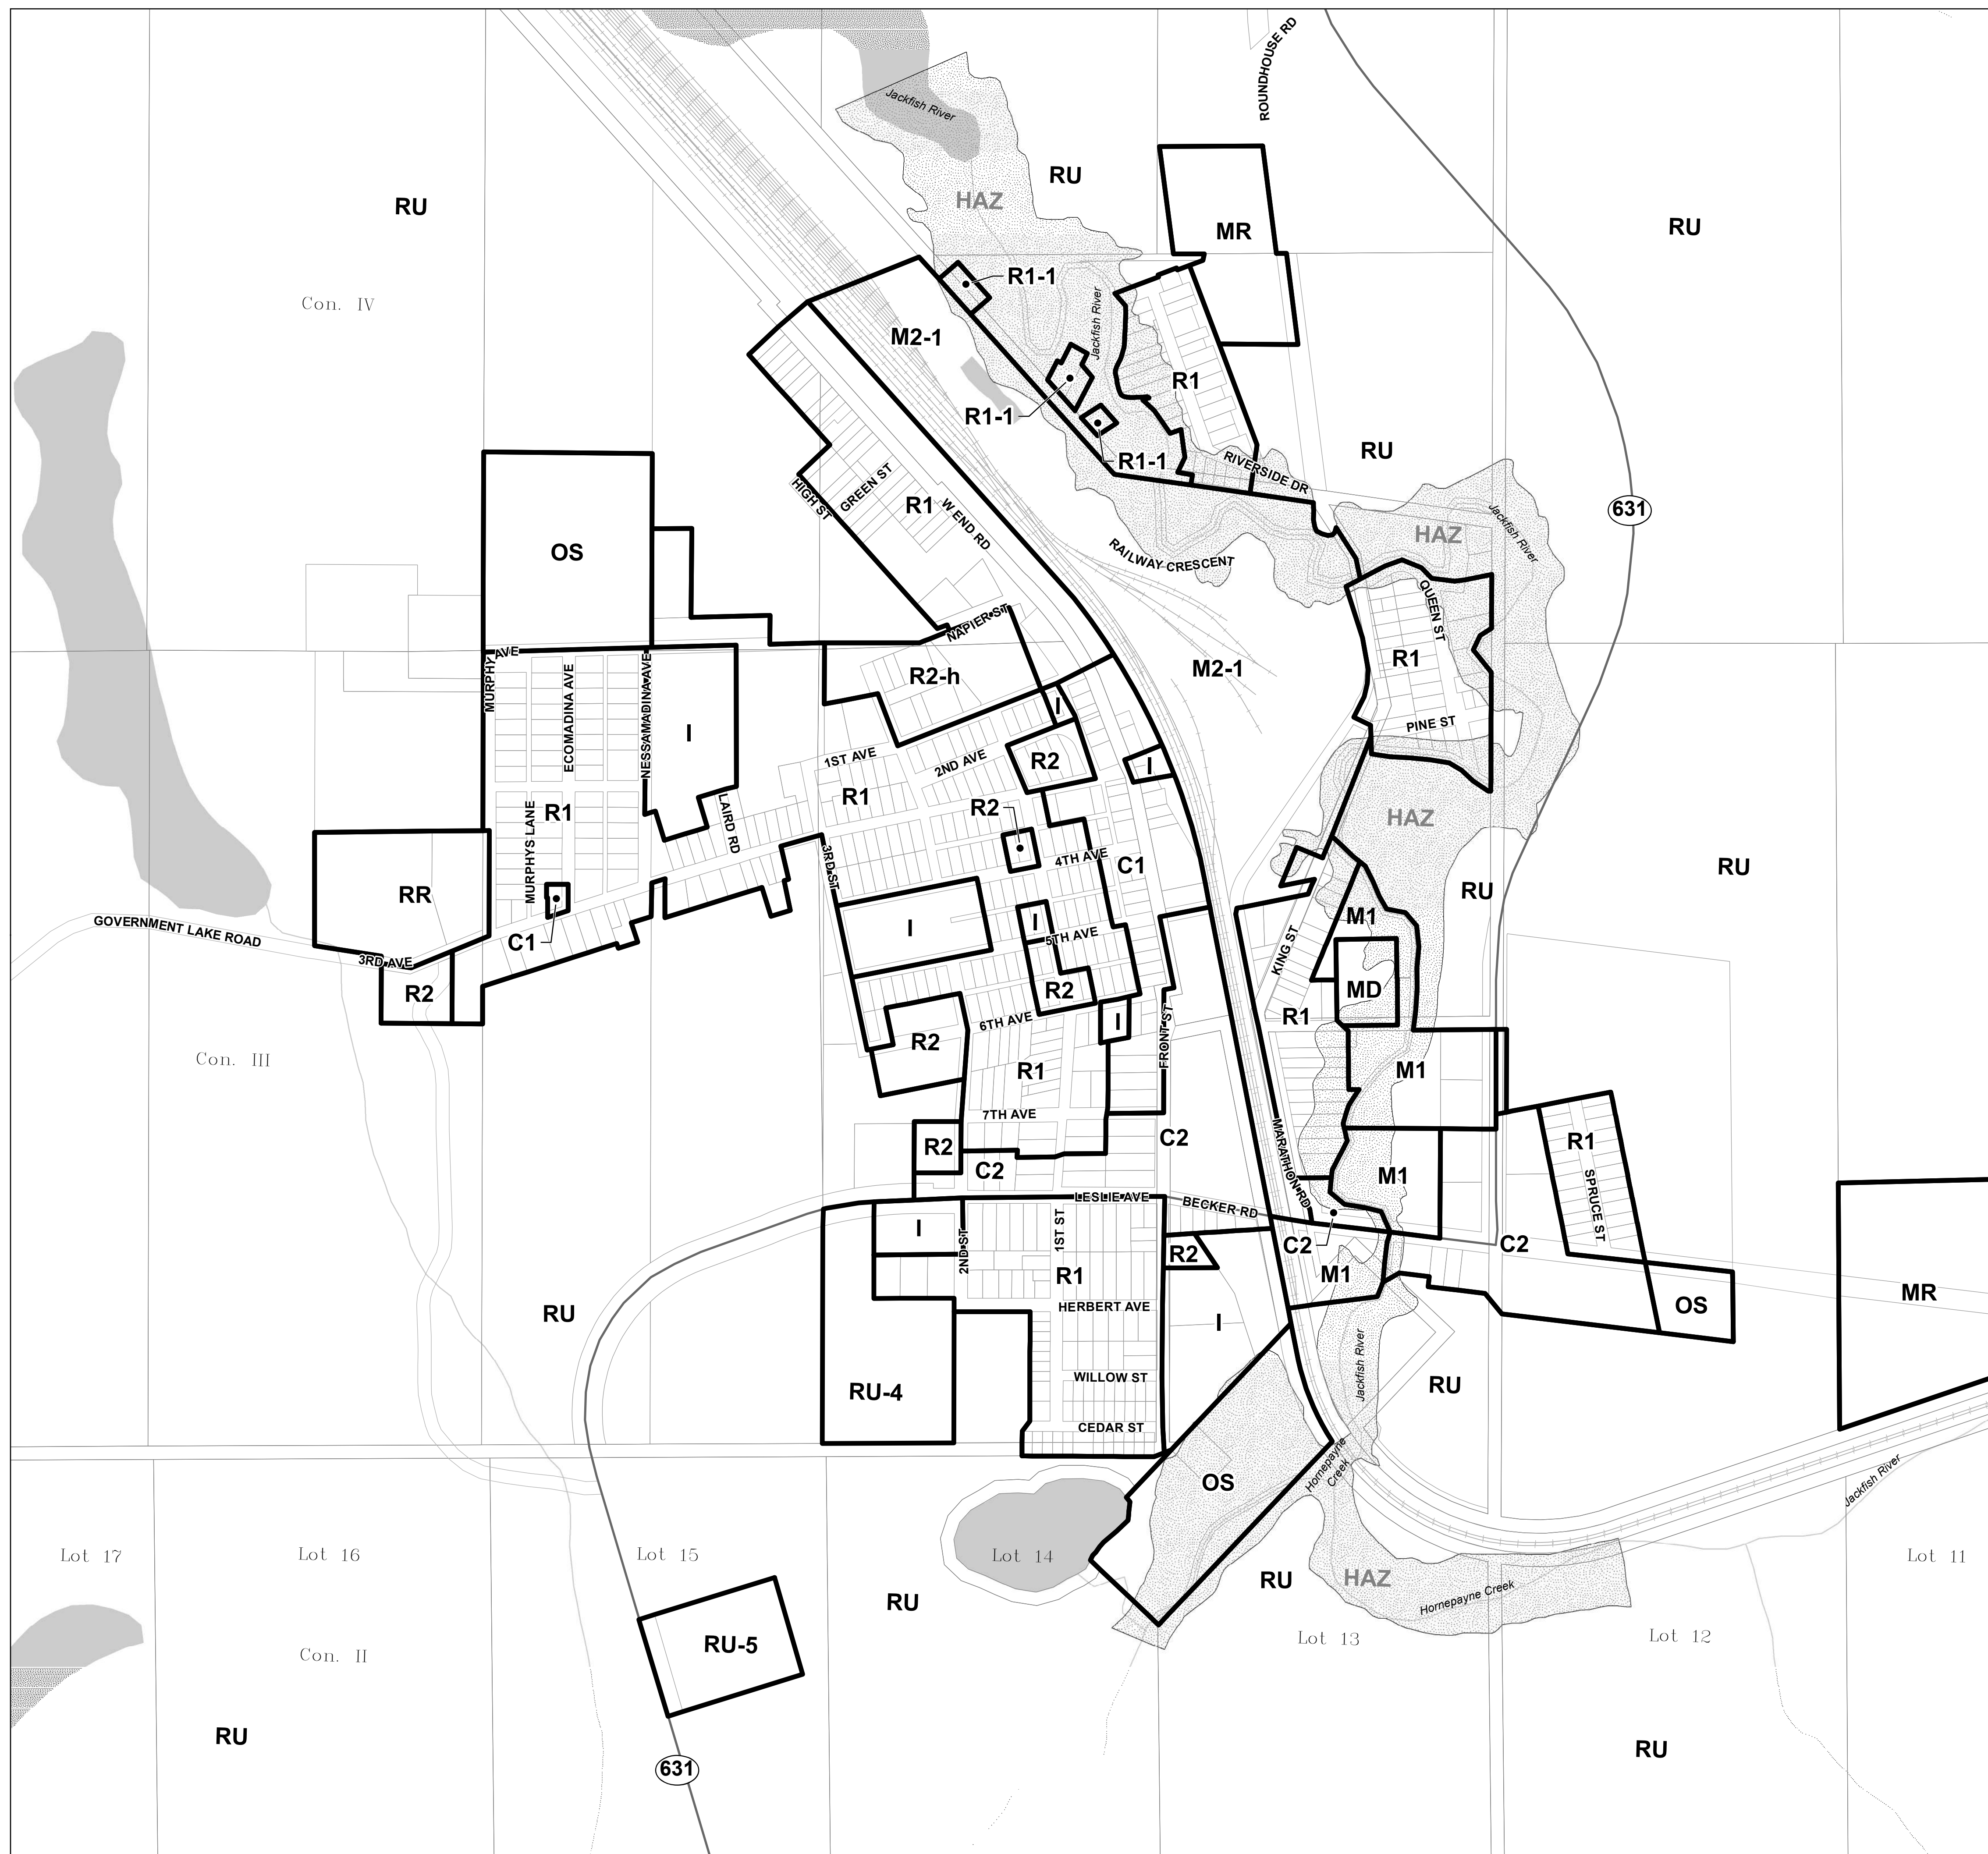 ROUNDHOUSE RD
Jackfish River
RU
HAZ
RU
RU
MR
R1-1
Con. IV
Jackfish River
M2-1
R1
R1-1
R1-1
RU
RIVERSIDE DR
GREEN ST
HIGH ST
R1
W END RD
631
Jackfish River
HAZ
OS
RAILWAY CRESCENT
QUEEN ST
NAPIER ST
MURPHY AVE
R1
R2-h
M2-1
ECOMADINA AVE
NESSAMADINA AVE
I
I
PINE ST
1ST AVE
2ND AVE
R2
I
R1
R2
MURPHYS LANE
R1
LAIRD RD
HAZ
3RD ST
4TH AVE
C1
RU
RU
RR
C1
I
I
5TH AVE
M1
GOVERNMENT LAKE ROAD
3RD AVE
KING ST
R2
R2
MD
6TH AVE
I
R1
R2
FRONT ST
Con. III
R1
M1
7TH AVE
C2
R2
C2
MARATHON RD
R1
M1
SPRUCE ST
LESLIE AVE
BECKER RD
I
2ND ST
1ST ST
R2
C2
C2
R1
M1
MR
OS
HERBERT AVE
RU
I
Jackfish River
WILLOW ST
RU-4
RU
CEDAR ST
Hornepayne
Creek
OS
Jackfish River
Lot 17
Lot 16
Lot 15
Lot 14
Lot 11
RU
RU
HAZ
Hornepayne Creek
Lot 13
Lot 12
RU-5
Con. II
RU
RU
631